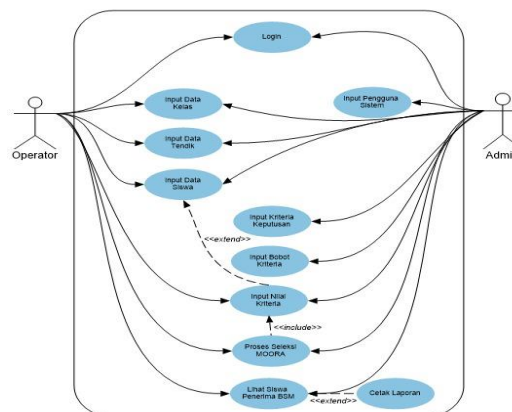 Login
Input Data
Kelas
Input Pengguna
Sistem
Operator
Admi
Input Data
Tendik
Input Data
Siswa
<<extend>>
Input Kriteria
Keputusan
Input Bobot
Kriteria
Input Nilai
Kriteria
<<include>>
Proses Seleksi
MOORA
Lihat Siswa
Penerima BSM
Cetak Laporan
<<extend>>